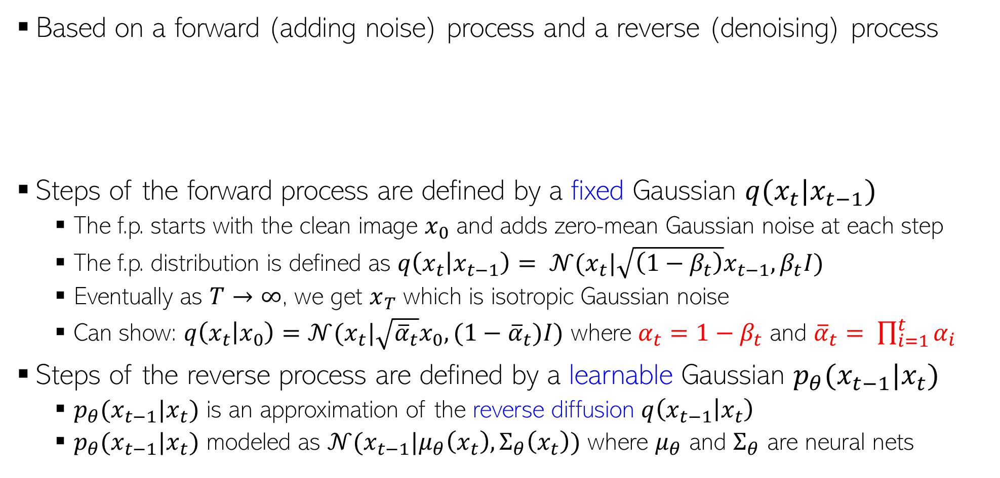 ▪ Based on a forward (adding noise) process and a reverse (denoising) process
▪ Steps of the forward process are defined by a fixed Gaussian $q(x_t|x_{t-1})$
▪ The f.p. starts with the clean image $x_0$ and adds zero-mean Gaussian noise at each step
▪ The f.p. distribution is defined as $q(x_t|x_{t-1}) = \mathcal{N}(x_t|\sqrt{(1-\beta_t)}x_{t-1}, \beta_t I)$
▪ Eventually as $T \to \infty$, we get $x_T$ which is isotropic Gaussian noise
▪ Can show: $q(x_t|x_0) = \mathcal{N}(x_t|\sqrt{\bar{\alpha}_t}x_0, (1-\bar{\alpha}_t)I)$ where $\alpha_t = 1 - \beta_t$ and $\bar{\alpha}_t = \prod_{i=1}^{t} \alpha_i$
▪ Steps of the reverse process are defined by a learnable Gaussian $p_\theta(x_{t-1}|x_t)$
▪ $p_\theta(x_{t-1}|x_t)$ is an approximation of the reverse diffusion $q(x_{t-1}|x_t)$
▪ $p_\theta(x_{t-1}|x_t)$ modeled as $\mathcal{N}(x_{t-1}|\mu_\theta(x_t), \Sigma_\theta(x_t))$ where $\mu_\theta$ and $\Sigma_\theta$ are neural nets